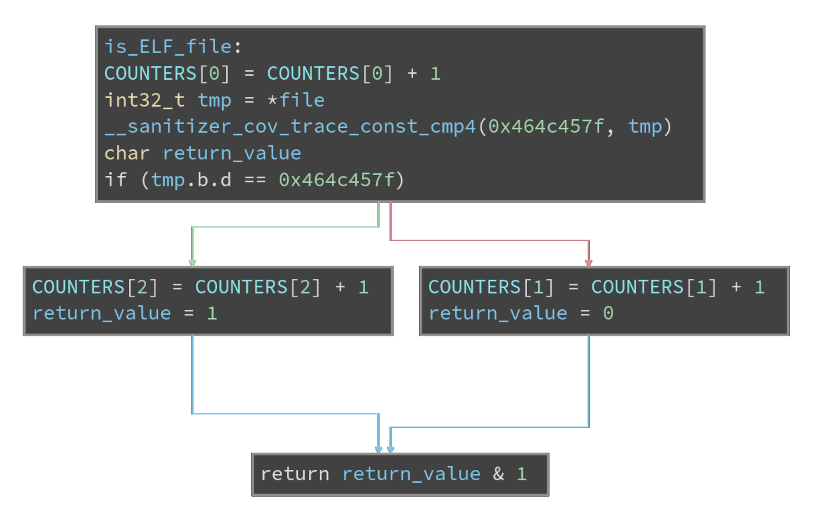 is_ELF_file:
COUNTERS[0] = COUNTERS[0] + 1
int32_t tmp = *file
__sanitizer_cov_trace_const_cmp4(0x464c457f, tmp)
char return_value
if (tmp.b.d == 0x464c457f)
COUNTERS[2] = COUNTERS[2] + 1
return_value = 1
COUNTERS[1] = COUNTERS[1] + 1
return_value = 0
return return_value & 1